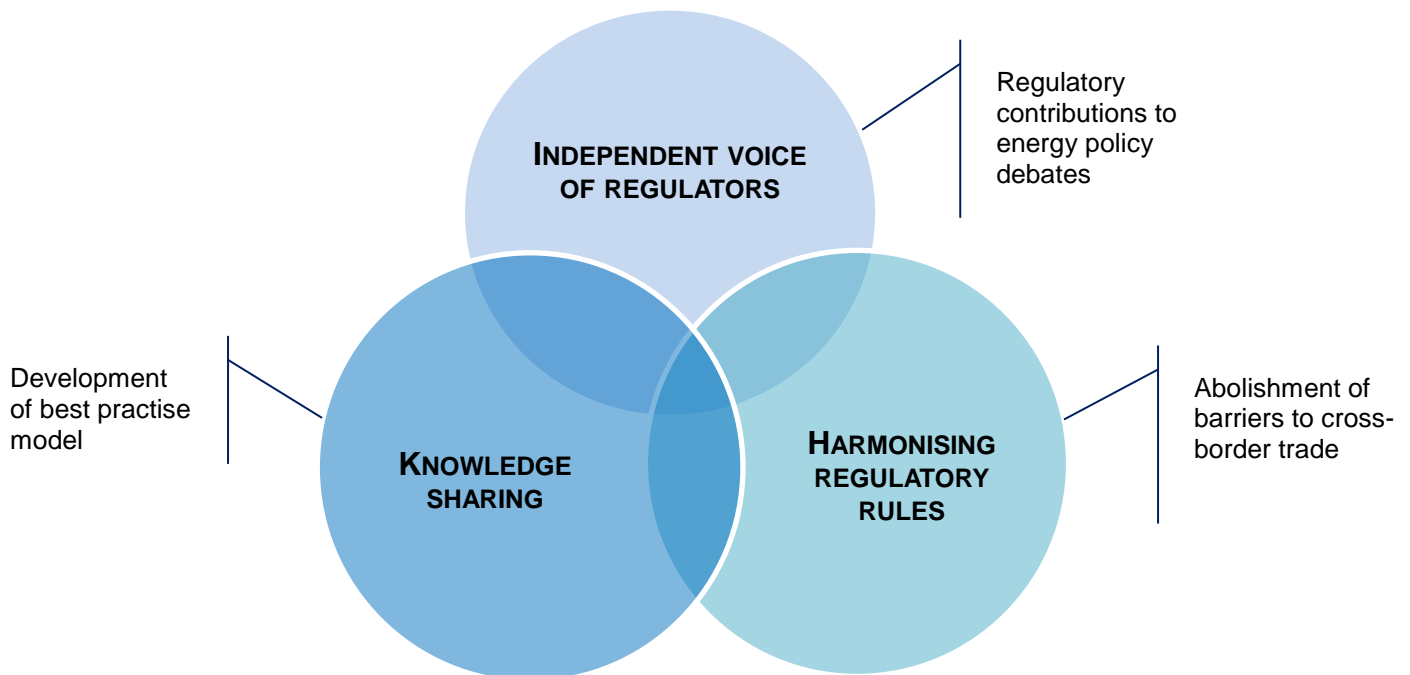 INDEPENDENT VOICE
OF REGULATORS
Regulatory
contributions to
energy policy
debates
Development
of best practise
model
KNOWLEDGE
SHARING
HARMONISING
REGULATORY
RULES
Abolishment of
barriers to cross-
border trade